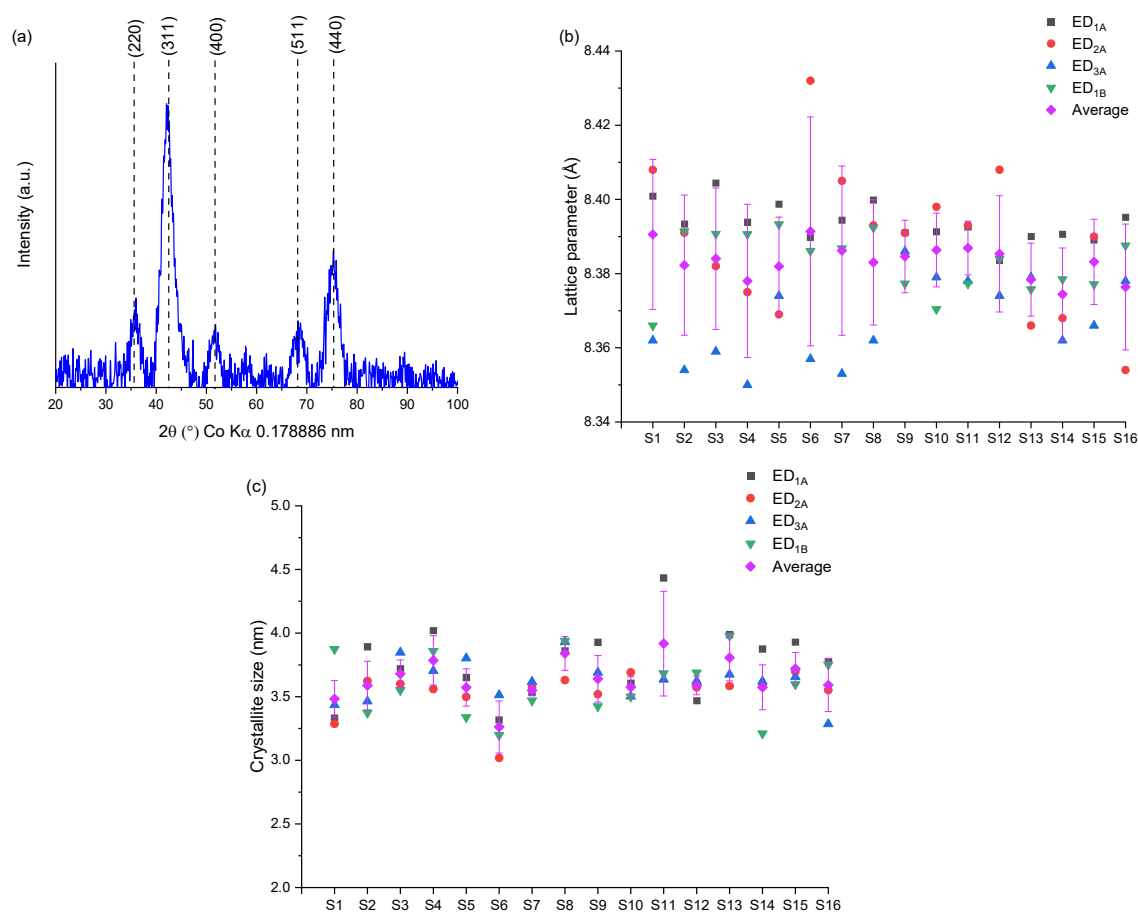 (a)
(220)
(311)
(400)
(511)
(440)
Intensity (a.u.)
20 30 40 50 60 70 80 90 100
2θ (°) Co Kα 0.178886 nm
(b)
ED1A
ED2A
ED3A
ED1B
Average
Lattice parameter (Å)
8.44
8.42
8.40
8.38
8.36
8.34
S1 S2 S3 S4 S5 S6 S7 S8 S9 S10 S11 S12 S13 S14 S15 S16
(c)
ED1A
ED2A
ED3A
ED1B
Average
Crystallite size (nm)
5.0
4.5
4.0
3.5
3.0
2.5
2.0
S1 S2 S3 S4 S5 S6 S7 S8 S9 S10 S11 S12 S13 S14 S15 S16